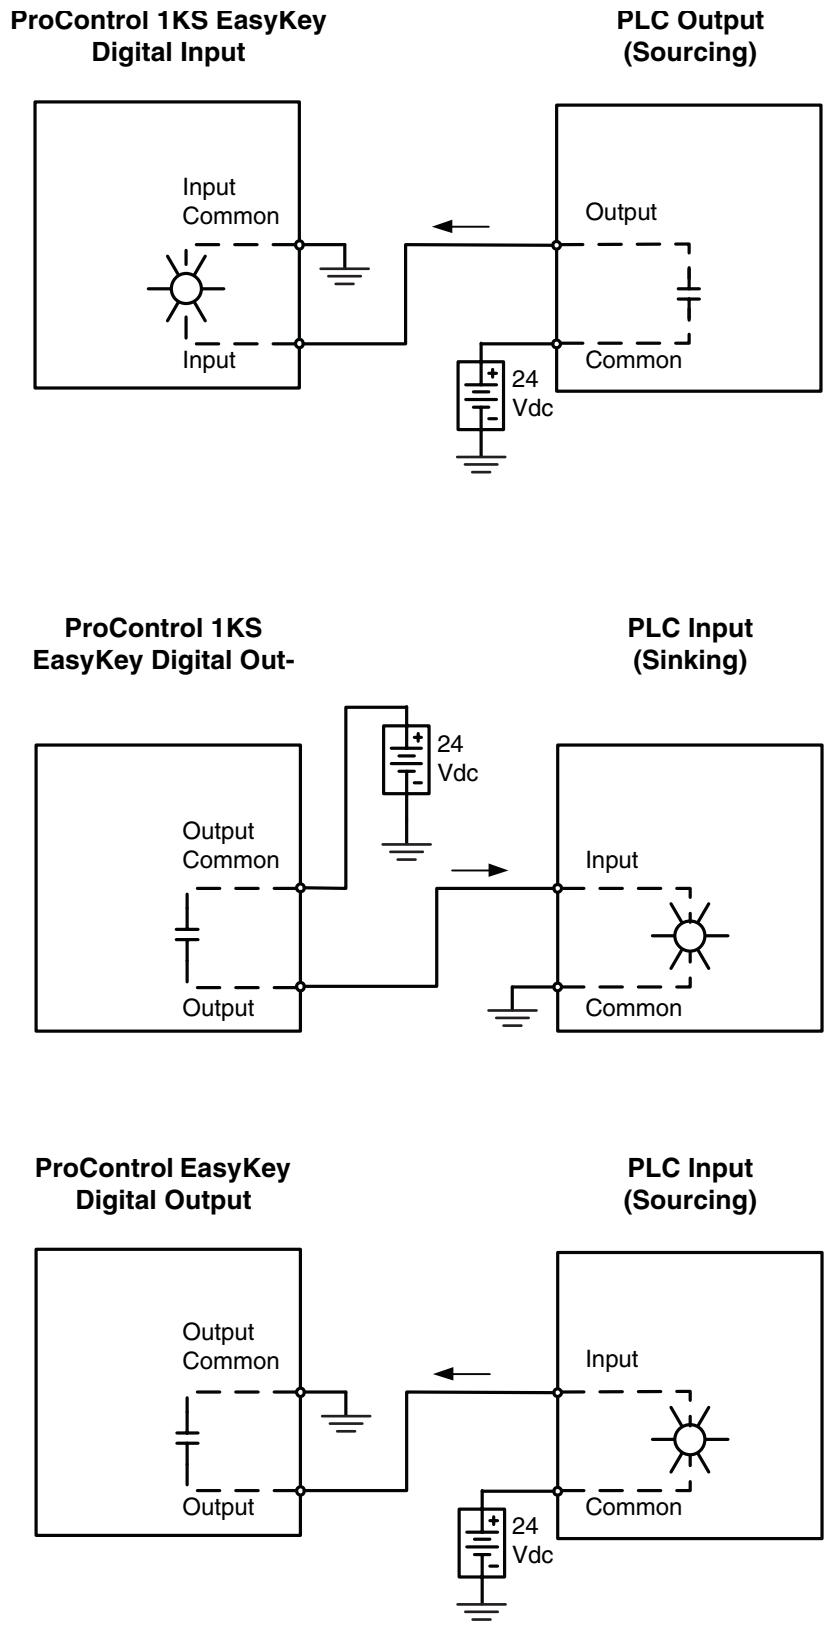 ProControl 1KS EasyKey
Digital Input
PLC Output
(Sourcing)
Input
Common
Input
Output
Common
+
-
24
Vdc
ProControl 1KS
EasyKey Digital Out-
PLC Input
(Sinking)
+
-
24
Vdc
Output
Common
Output
Input
Common
ProControl EasyKey
Digital Output
PLC Input
(Sourcing)
Output
Common
Output
Input
Common
+
-
24
Vdc